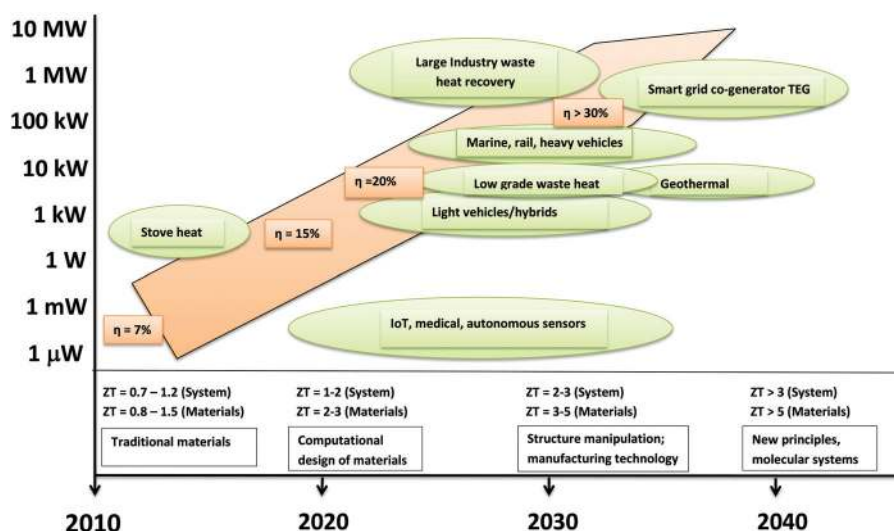 10 MW
1 MW
100 kW
10 kW
1 kW
1 W
1 mW
1 μW
Large Industry waste
heat recovery
Smart grid co-generator TEG
η > 30%
Marine, rail, heavy vehicles
η =20%
Low grade waste heat
Geothermal
Light vehicles/hybrids
Stove heat
η = 15%
IoT, medical, autonomous sensors
η = 7%
ZT = 0.7 – 1.2 (System)
ZT = 0.8 – 1.5 (Materials)
Traditional materials
ZT = 1-2 (System)
ZT = 2-3 (Materials)
Computational
design of materials
ZT = 2-3 (System)
ZT = 3-5 (Materials)
Structure manipulation;
manufacturing technology
ZT > 3 (System)
ZT > 5 (Materials)
New principles,
molecular systems
2010
2020
2030
2040